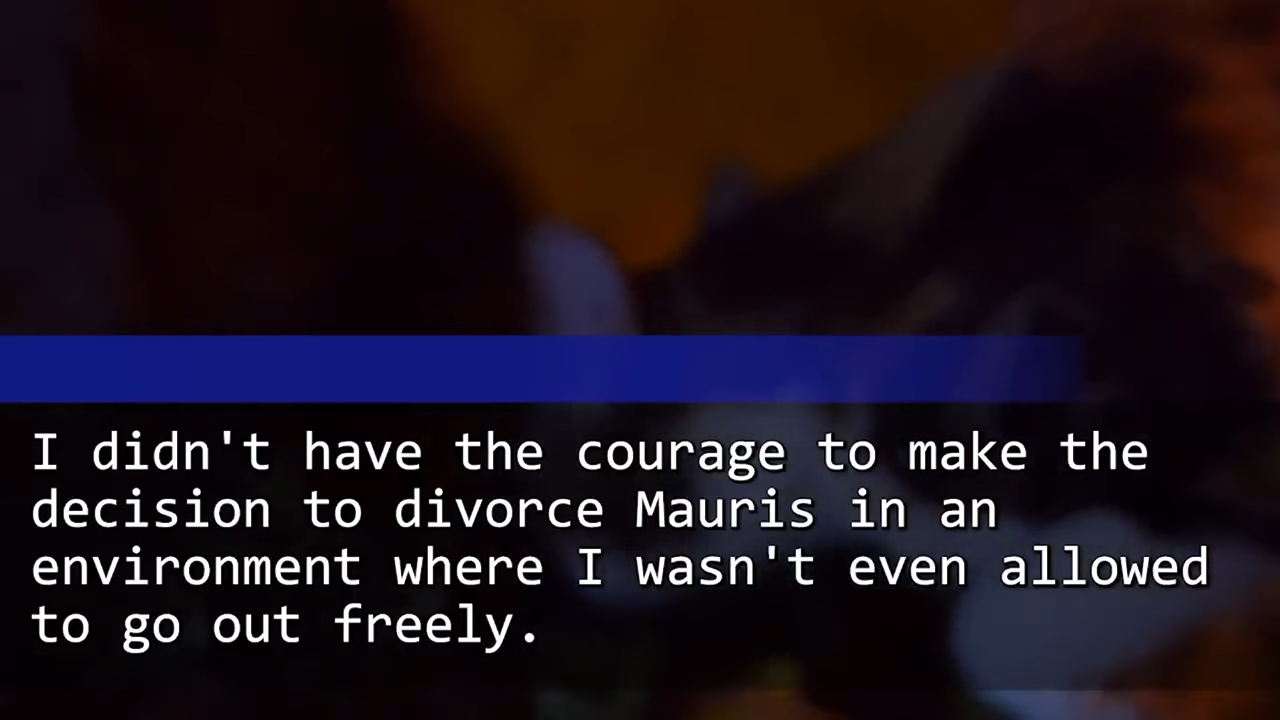 I didn't have the courage to make the
decision to divorce Mauris in an
environment where I wasn't even allowed
to go out freely.